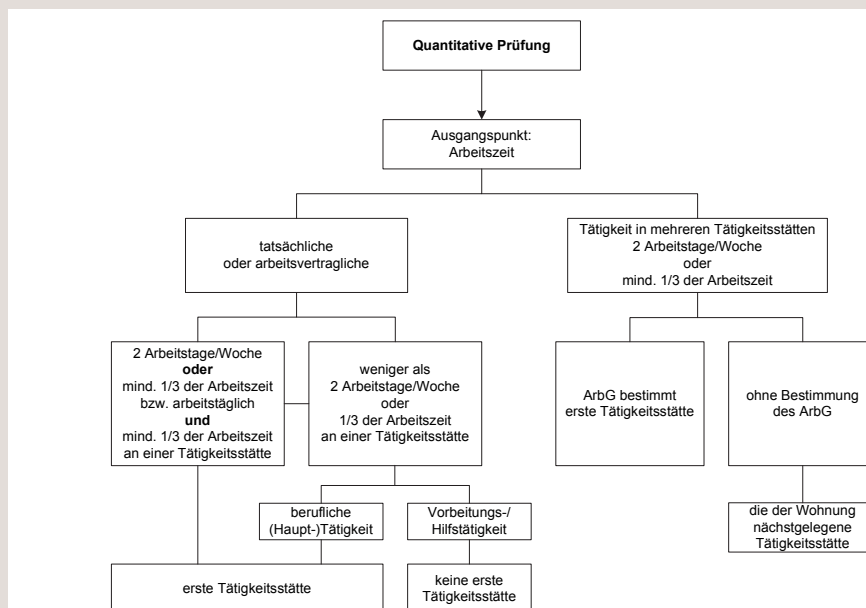 Quantitative Prüfung
Ausgangspunkt:
Arbeitszeit
tatsächliche
oder arbeitsvertragliche
Tätigkeit in mehreren Tätigkeitsstätten
2 Arbeitstage/Woche
oder
mind. 1/3 der Arbeitszeit
2 Arbeitstage/Woche
oder
mind. 1/3 der Arbeitszeit
bzw. arbeitstäglich
und
mind. 1/3 der Arbeitszeit
an einer Tätigkeitsstätte
weniger als
2 Arbeitstage/Woche
oder
1/3 der Arbeitszeit
an einer Tätigkeitsstätte
ArbG bestimmt
erste Tätigkeitsstätte
ohne Bestimmung
des ArbG
berufliche
(Haupt-)Tätigkeit
Vorbeitungs-/
Hilfstätigkeit
die der Wohnung
nächstgelegene
Tätigkeitsstätte
erste Tätigkeitsstätte
keine erste
Tätigkeitsstätte